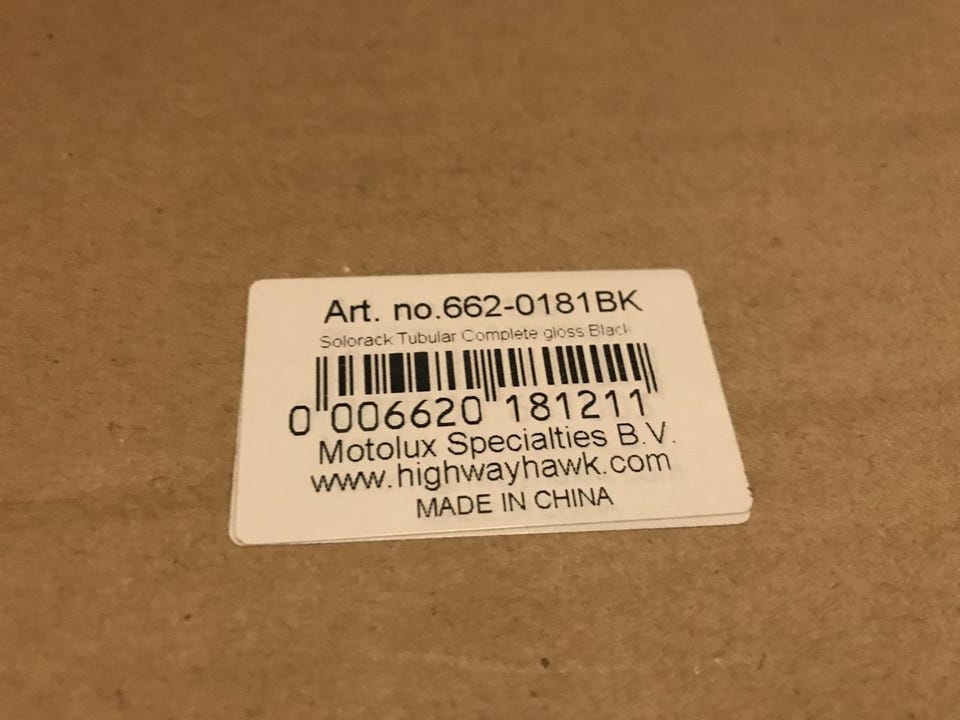 Art. no.662-0181BK
Solorack Tubular Complete gloss Black
0 006620 181211
Motolux Specialties B.V.
www.highwayhawk.com
MADE IN CHINA